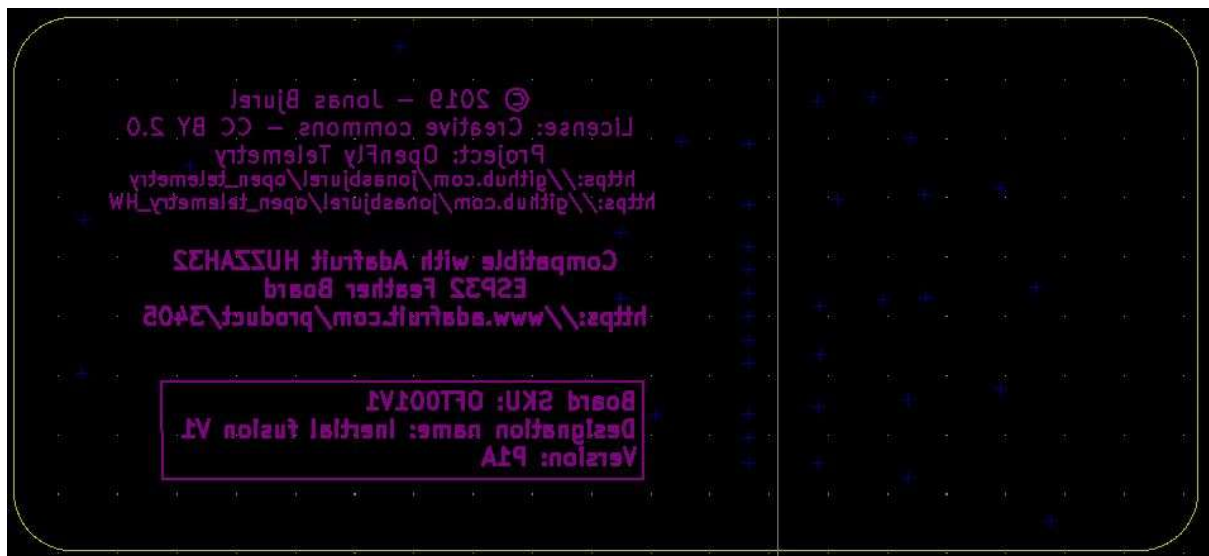 © 2019 – Jonas Bjurel
License: Creative commons – CC BY 2.0
Project: OpenFly Telemetry
https://github.com/jonasbjurel/open_telemetry
https://github.com/jonasbjurel/open_telemetry_HW
Compatible with Adafruit HUZZAH32
ESP32 Feather Board
https://www.adafruit.com/product/3405
Board SKU: OFT001V1
Designation name: Inertial fusion V1
Version: P1A